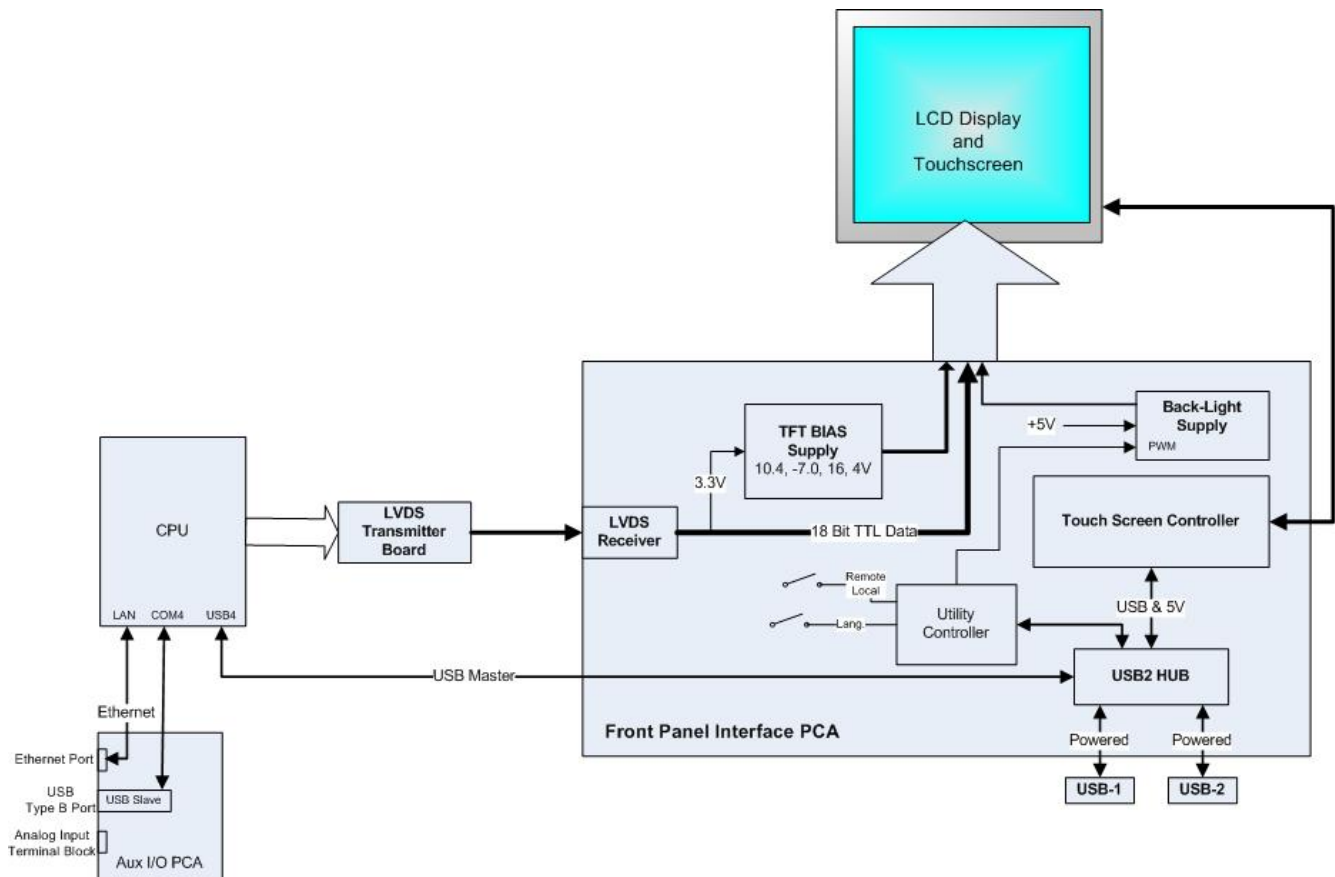 LCD Display
and
Touchscreen
Back-Light
Supply
+5V
PWM
TFT BIAS
Supply
10.4, -7.0, 16, 4V
3.3V
CPU
LAN
COM4
USB4
LVDS
Transmitter
Board
LVDS
Receiver
18 Bit TTL Data
Touch Screen Controller
Remote
Local
Lang.
Utility
Controller
USB & 5V
USB2 HUB
USB Master
Front Panel Interface PCA
Powered
Powered
USB-1
USB-2
Ethernet
Ethernet Port
USB
Type B Port
USB Slave
Analog Input
Terminal Block
Aux I/O PCA